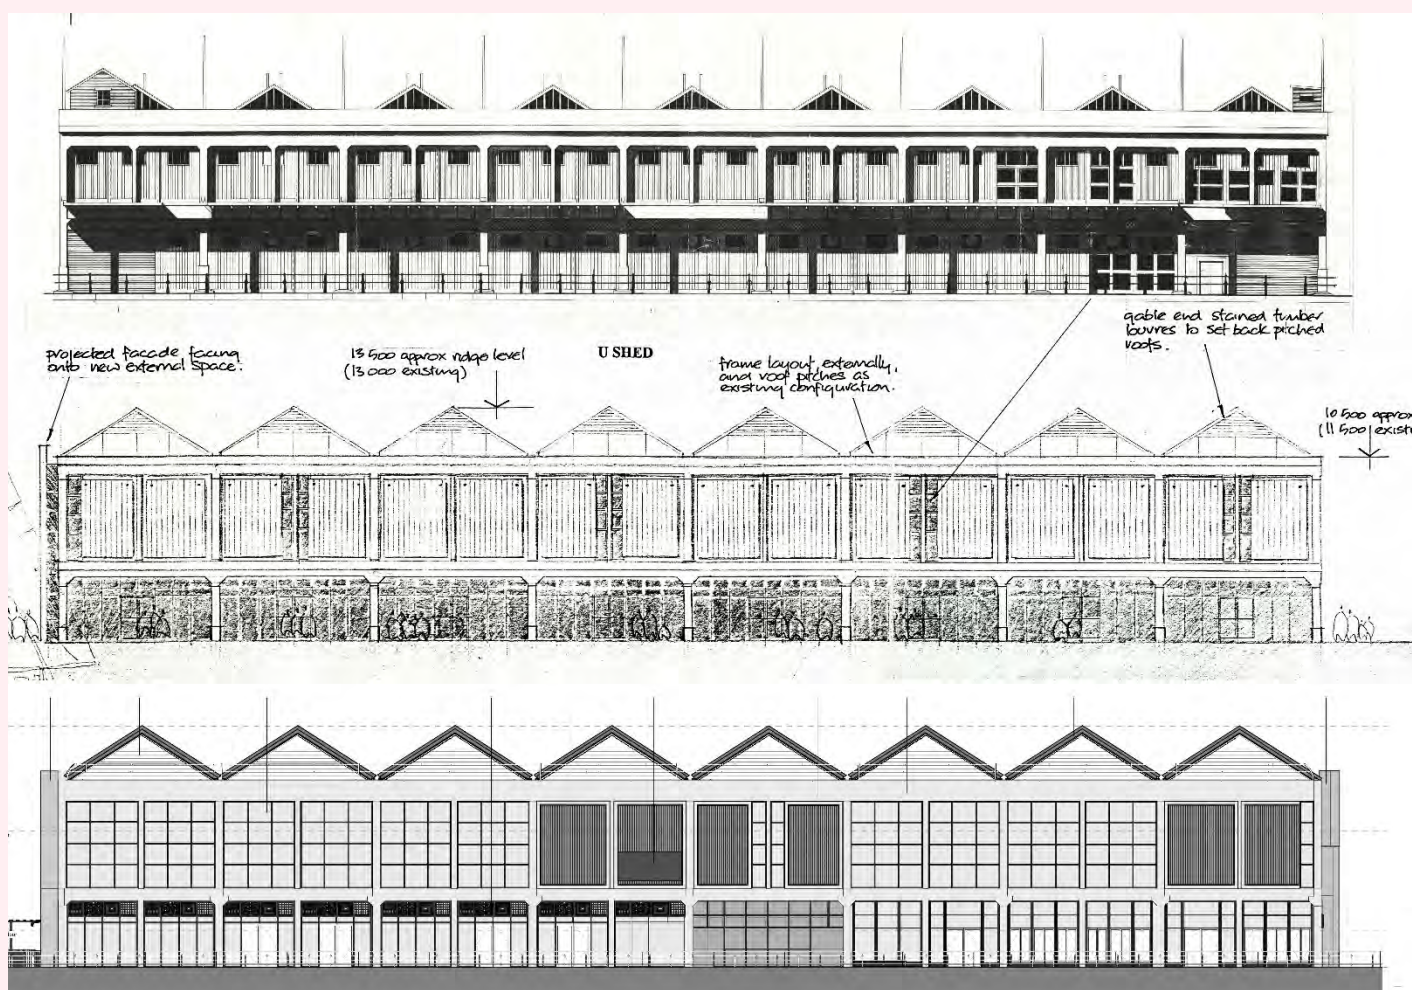 projected facade facing
onto new external space.
13 500 approx ridge level
(13 000 existing)
U SHED
frame layout, externally,
and roof pitches as
existing configuration.
gable end stained timber
louvres to set back pitched
roofs.
10 500 approx
(11 500 existi